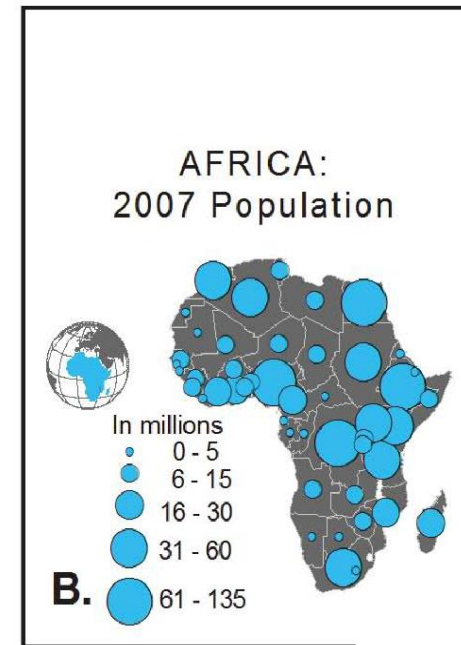 AFRICA:
2007 Population
In millions
0 - 5
6 - 15
16 - 30
31 - 60
61 - 135
B.